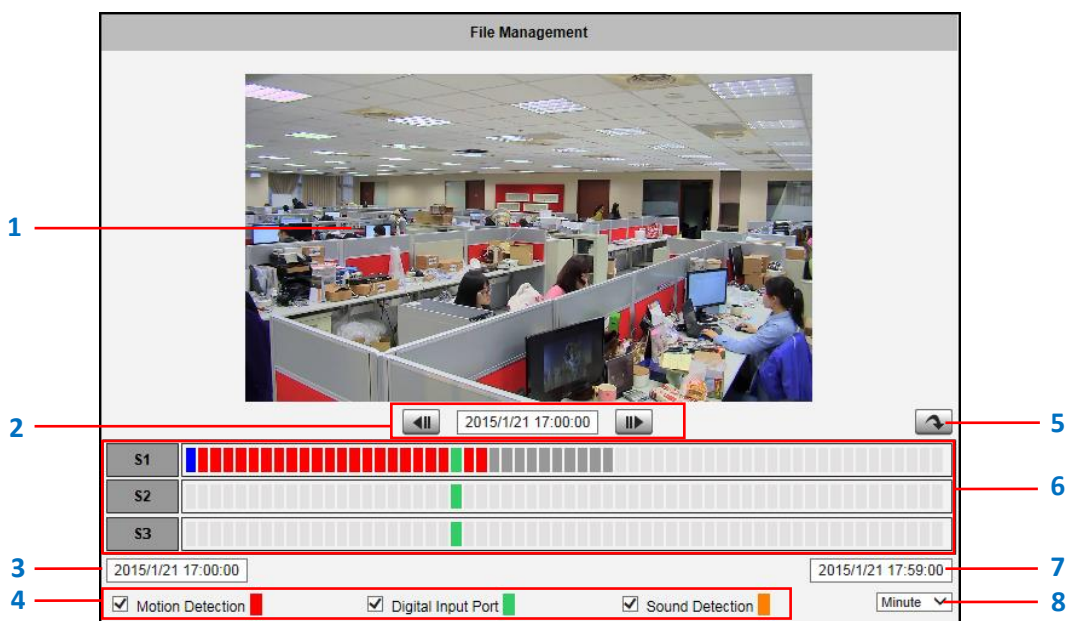 File Management
1
2
2015/1/21 17:00:00
5
S1
S2
S3
6
3
2015/1/21 17:00:00
2015/1/21 17:59:00
7
4
Motion Detection
Digital Input Port
Sound Detection
Minute
8